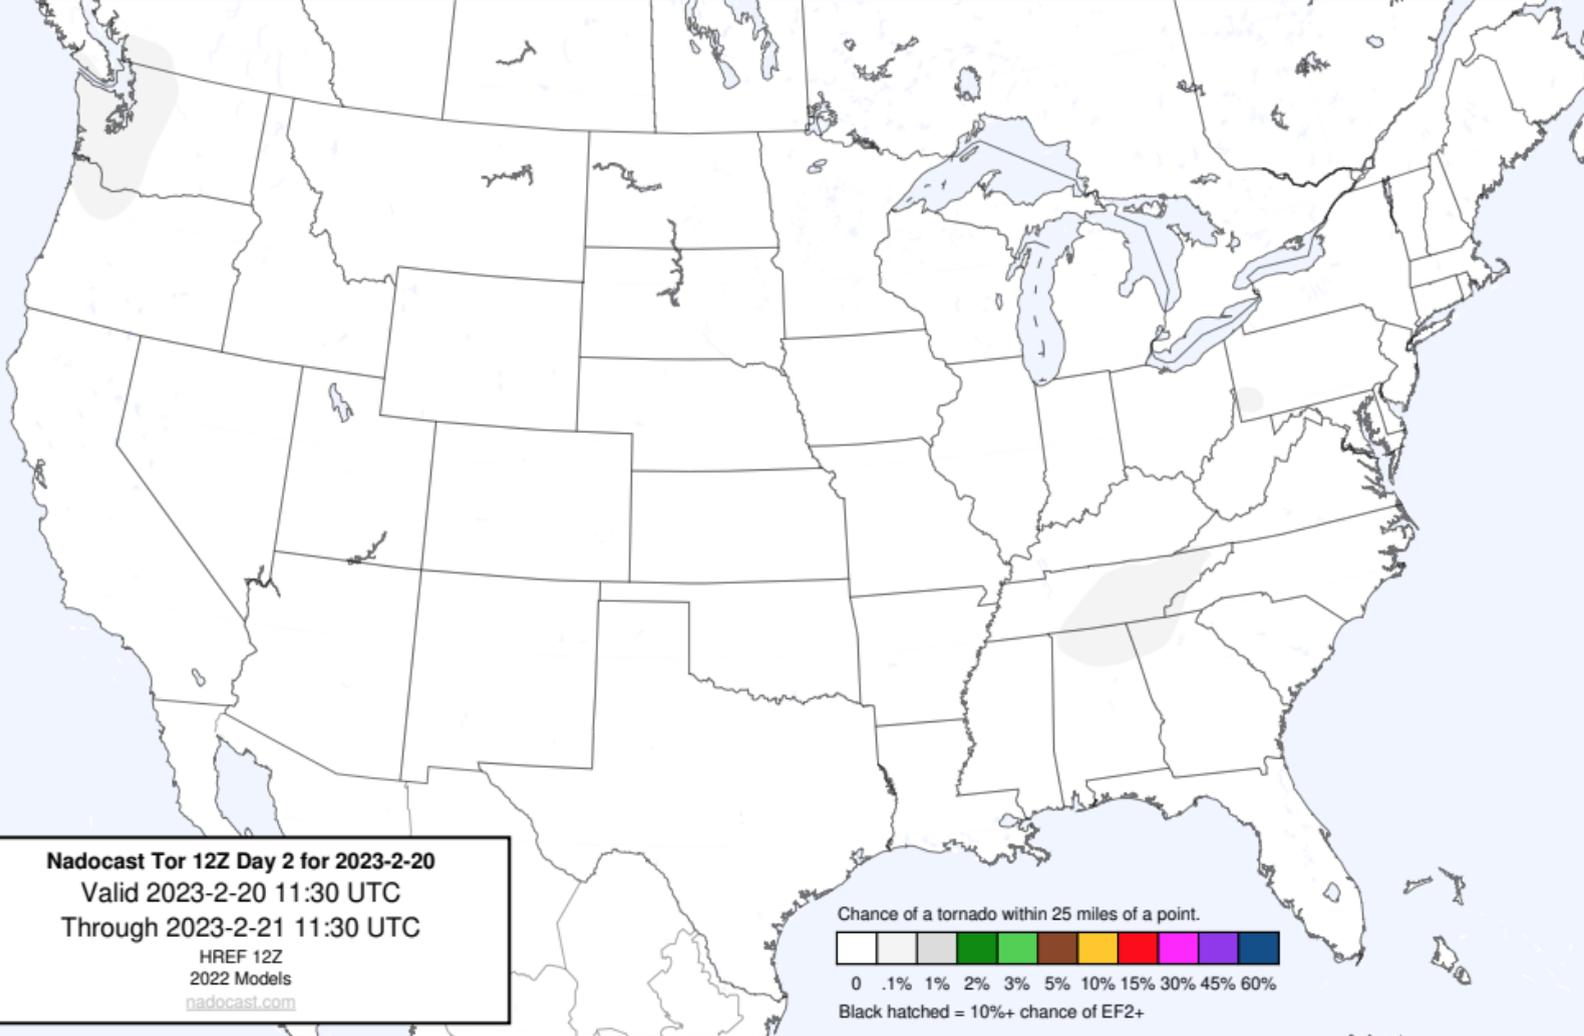 Nadocast Tor 12Z Day 2 for 2023-2-20
Valid 2023-2-20 11:30 UTC
Through 2023-2-21 11:30 UTC
HREF 12Z
2022 Models
nadocast.com
Chance of a tornado within 25 miles of a point.
0 .1% 1% 2% 3% 5% 10% 15% 30% 45% 60%
Black hatched = 10%+ chance of EF2+